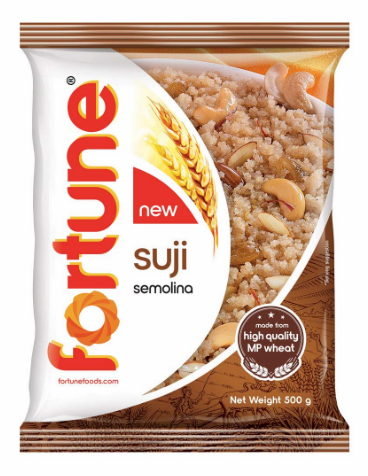 fortune®
new
suji
semolina
made from
high quality
MP wheat
fortunefoods.com
Net Weight 500 g